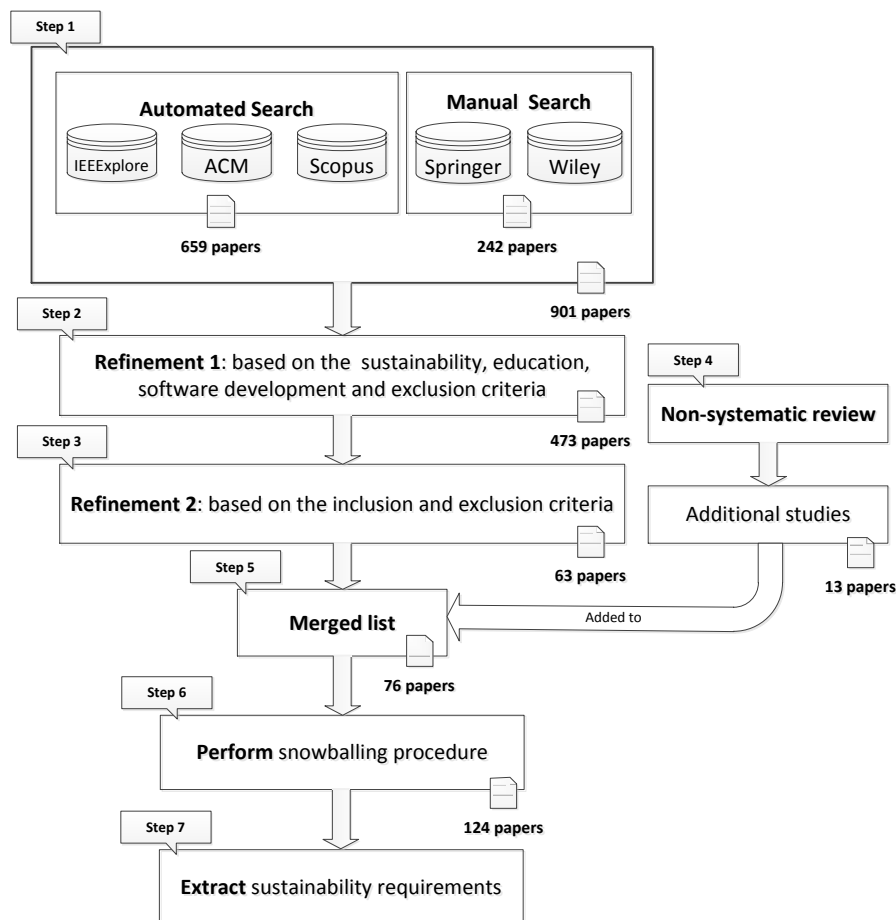 Step 1
Automated Search
IEEExplore
ACM
Scopus
659 papers
Manual Search
Springer
Wiley
242 papers
901 papers
Step 2
Refinement 1: based on the sustainability, education,
software development and exclusion criteria
473 papers
Step 3
Refinement 2: based on the inclusion and exclusion criteria
63 papers
Step 4
Non-systematic review
Additional studies
13 papers
Added to
Step 5
Merged list
76 papers
Step 6
Perform snowballing procedure
124 papers
Step 7
Extract sustainability requirements